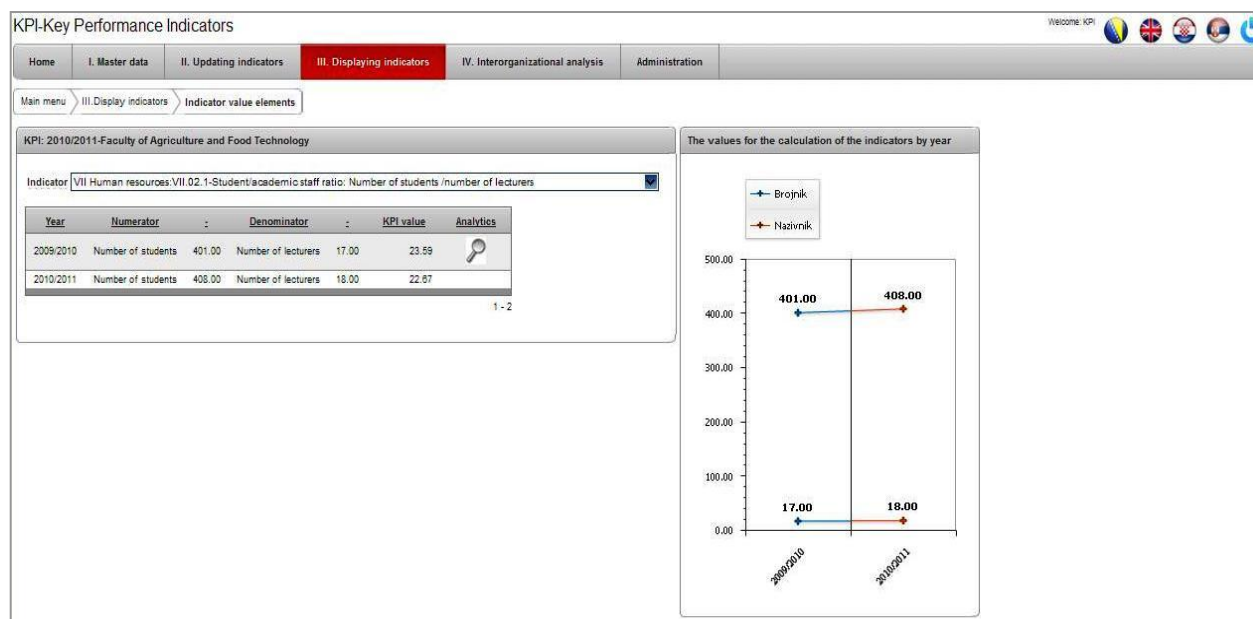 KPI-Key Performance Indicators
Welcome: KPI
Home I. Master data II. Updating indicators III. Displaying indicators IV. Interorganizational analysis Administration
Main menu III.Display indicators Indicator value elements
KPI: 2010/2011-Faculty of Agriculture and Food Technology
Indicator VII Human resources:VII.02.1-Student/academic staff ratio: Number of students /number of lecturers
Year Numerator : Denominator : KPI value Analytics
2009/2010 Number of students 401.00 Number of lecturers 17.00 23.59
2010/2011 Number of students 408.00 Number of lecturers 18.00 22.67
1 - 2
The values for the calculation of the indicators by year
Brojnik
Nazivnik
500.00
401.00 408.00
400.00
300.00
200.00
100.00
17.00 18.00
0.00
2009/2010 2010/2011